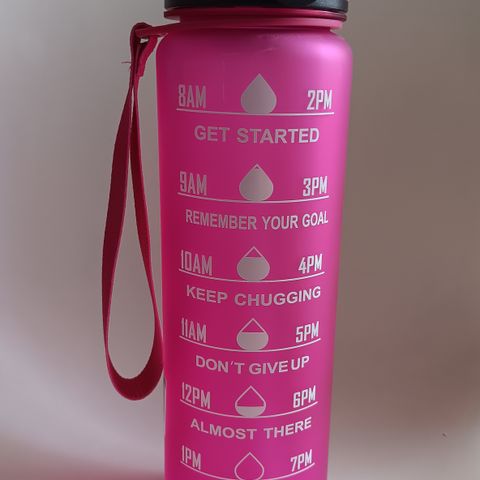 8AM 2PM
GET STARTED
9AM 3PM
REMEMBER YOUR GOAL
10AM 4PM
KEEP CHUGGING
11AM 5PM
DON'T GIVE UP
12PM 6PM
ALMOST THERE
1PM 7PM